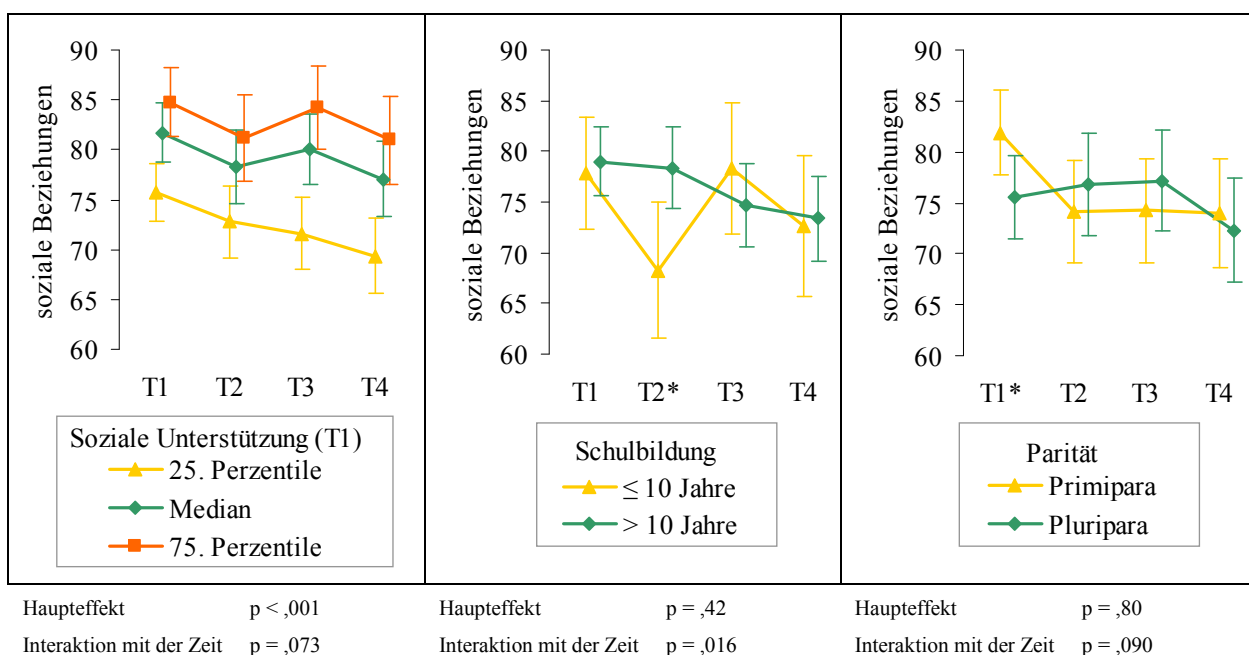 soziale Beziehungen
90
85
80
75
70
65
60
T1 T2 T3 T4
Soziale Unterstützung (T1)
25. Perzentile
Median
75. Perzentile
Haupteffekt p < ,001
Interaktion mit der Zeit p = ,073
soziale Beziehungen
90
85
80
75
70
65
60
T1 T2* T3 T4
Schulbildung
≤ 10 Jahre
> 10 Jahre
Haupteffekt p = ,42
Interaktion mit der Zeit p = ,016
soziale Beziehungen
90
85
80
75
70
65
60
T1* T2 T3 T4
Parität
Primipara
Pluripara
Haupteffekt p = ,80
Interaktion mit der Zeit p = ,090